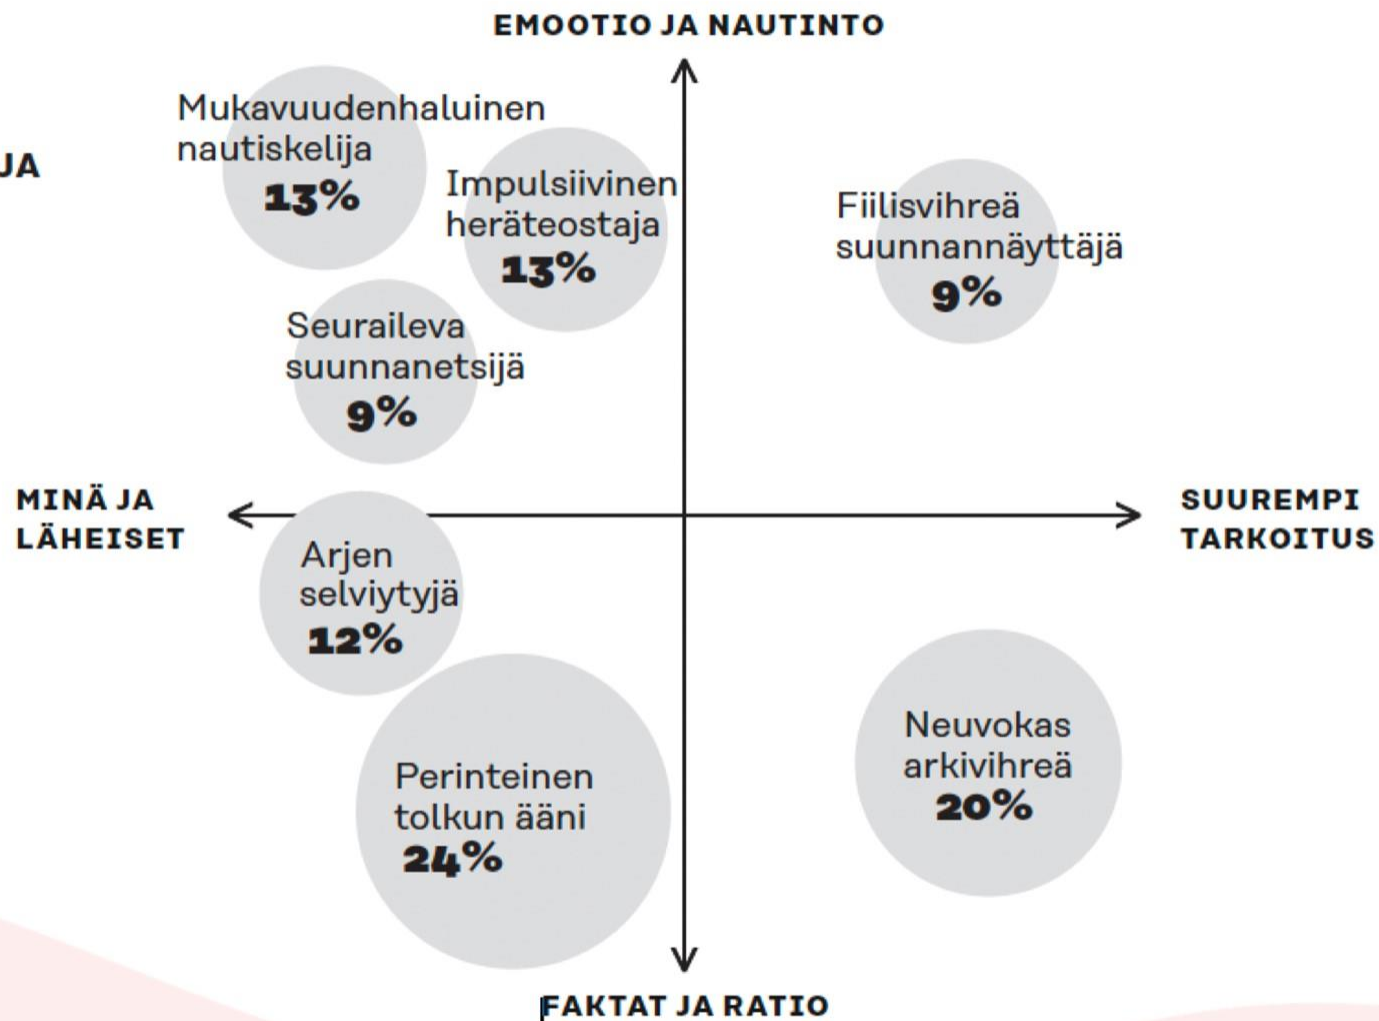 EMOOTIO JA NAUTINTO
Mukavuudenhaluinen
nautiskelija
13%
JA
Impulsiivinen
heräteostaja
13%
Fiilisvihreä
suunnannäyttäjä
9%
Seuraileva
suunnanetsijä
9%
MINÄ JA
LÄHEISET
SUUREMPI
TARKOITUS
Arjen
selviytyjä
12%
Perinteinen
tolkun ääni
24%
Neuvokas
arkivihreä
20%
FAKTAT JA RATIO